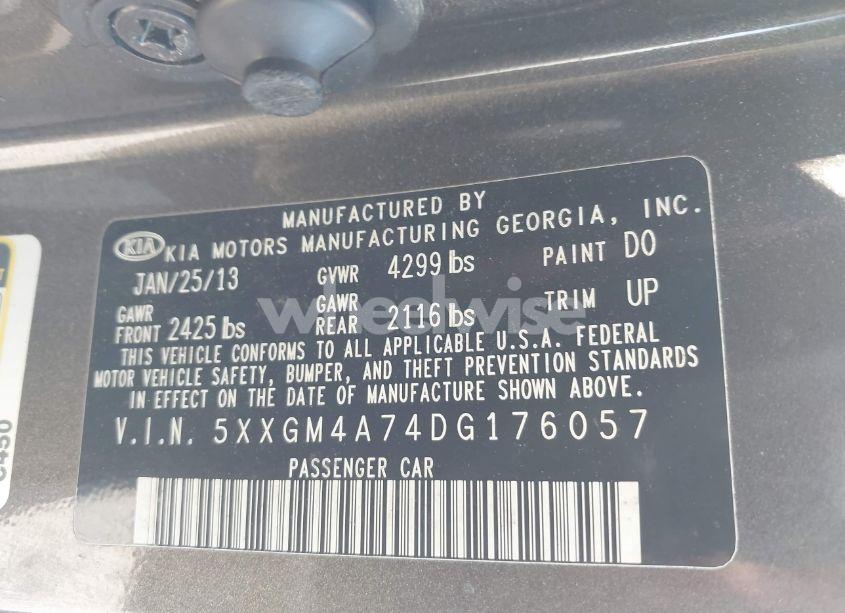 MANUFACTURED BY
KIA KIA MOTORS MANUFACTURING GEORGIA, INC.
JAN/25/13 GVWR 4299 lbs PAINT D0
GAWR FRONT 2425 lbs GAWR REAR 2116 lbs TRIM UP
THIS VEHICLE CONFORMS TO ALL APPLICABLE U.S.A. FEDERAL
MOTOR VEHICLE SAFETY, BUMPER, AND THEFT PREVENTION STANDARDS
IN EFFECT ON THE DATE OF MANUFACTURE SHOWN ABOVE.
V.I.N. 5XXGM4A74DG176057
PASSENGER CAR
wheelwise